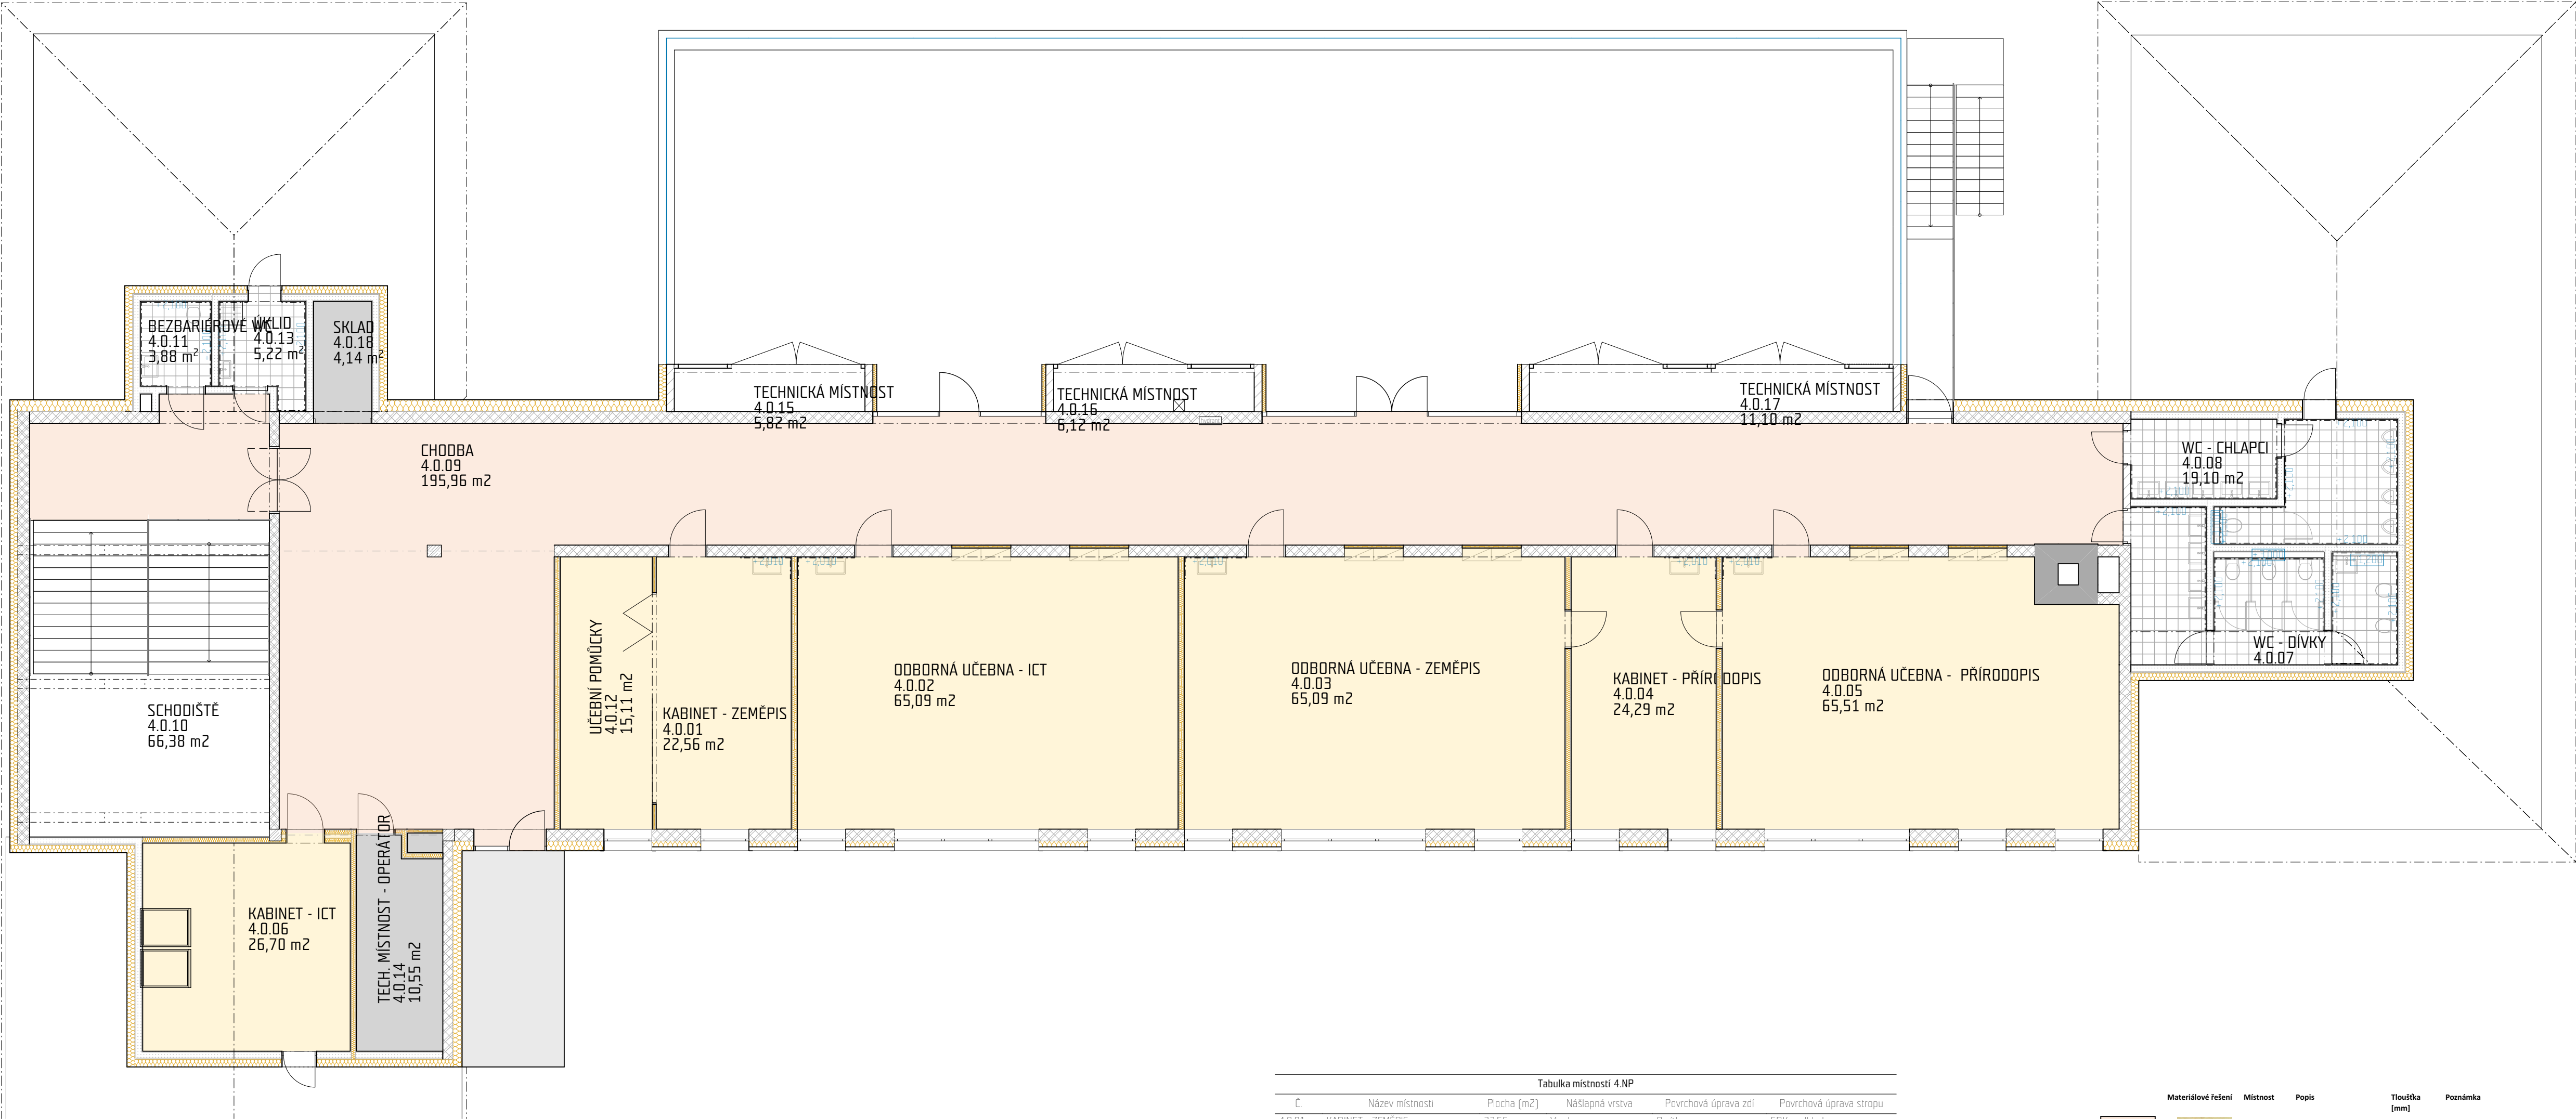 BEZBARIÉROVÉ WC
4.0.11
3,88 m²
ÚKLID
4.0.13
5,22 m²
SKLAD
4.0.18
4,14 m²
TECHNICKÁ MÍSTNOST
4.0.15
5,82 m2
TECHNICKÁ MÍSTNOST
4.0.16
6,12 m2
TECHNICKÁ MÍSTNOST
4.0.17
11,10 m2
CHODBA
4.0.09
195,96 m2
WC - CHLAPCI
4.0.08
19,10 m2
WC - DÍVKY
4.0.07
SCHODIŠTĚ
4.0.10
66,38 m2
UČEBNÍ POMŮCKY
4.0.12
15,11 m2
KABINET - ZEMĚPIS
4.0.01
22,56 m2
ODBORNÁ UČEBNA - ICT
4.0.02
65,09 m2
ODBORNÁ UČEBNA - ZEMĚPIS
4.0.03
65,09 m2
KABINET - PŘÍRODOPIS
4.0.04
24,29 m2
ODBORNÁ UČEBNA - PŘÍRODOPIS
4.0.05
65,51 m2
KABINET - ICT
4.0.06
26,70 m2
TECH. MÍSTNOST - OPERÁTOR
4.0.14
10,55 m2
Tabulka místností 4.NP
Č. Název místnosti Plocha (m2) Nášlapná vrstva Povrchová úprava zdí Povrchová úprava stropu
Materiálové řešení Místnost Popis Tloušťka [mm] Poznámka